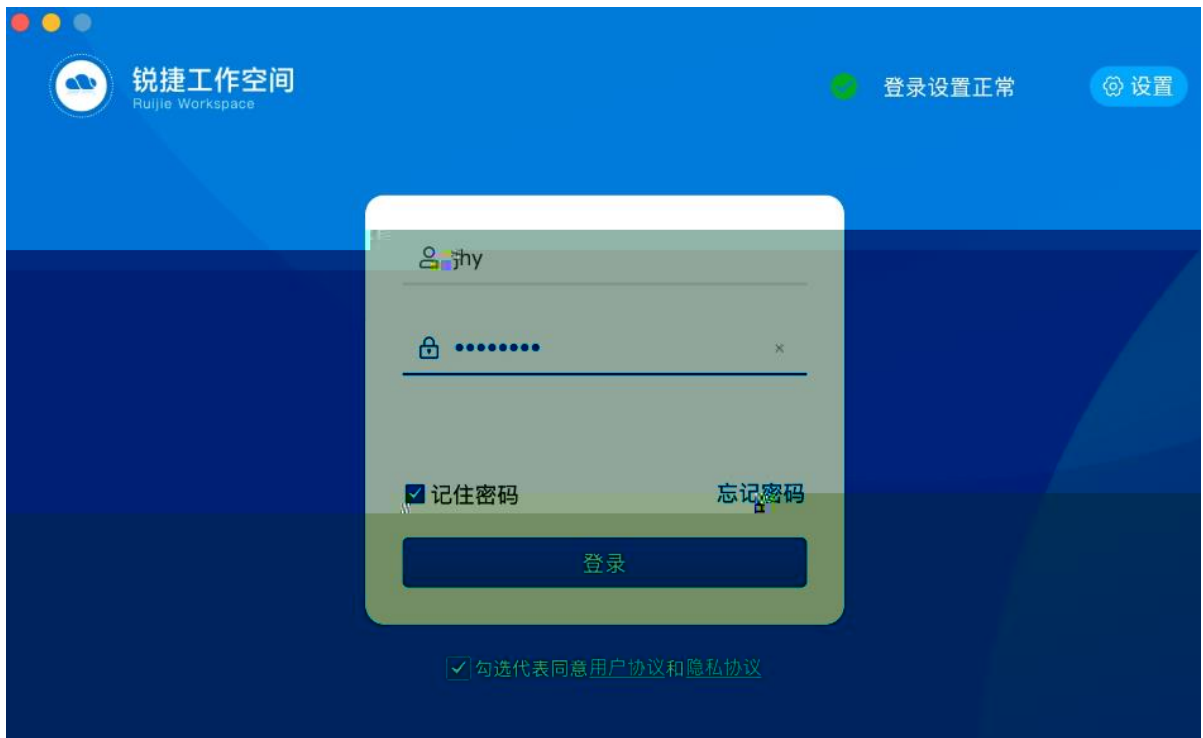 锐捷工作空间
Ruijie Workspace
登录设置正常
设置
hy
••••••••
×
记住密码
忘记密码
登录
勾选代表同意用户协议和隐私协议